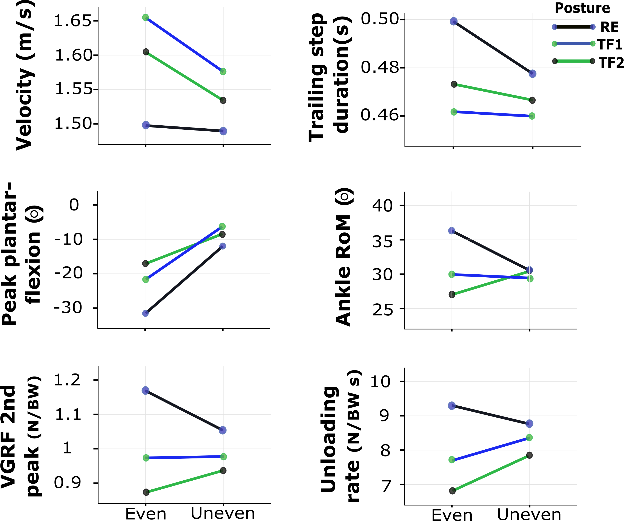 Posture
RE
TF1
TF2
Velocity (m/s)
1.65
1.60
1.55
1.50
Trailing step
duration(s)
0.50
0.48
0.46
Peak plantar-
flexion (o)
0
-10
-20
-30
Ankle RoM (o)
40
35
30
25
VGRF 2nd
peak (N/BW)
1.2
1.1
1
0.9
Even
Uneven
Unloading
rate (N/BW s)
10
9
8
7
Even
Uneven